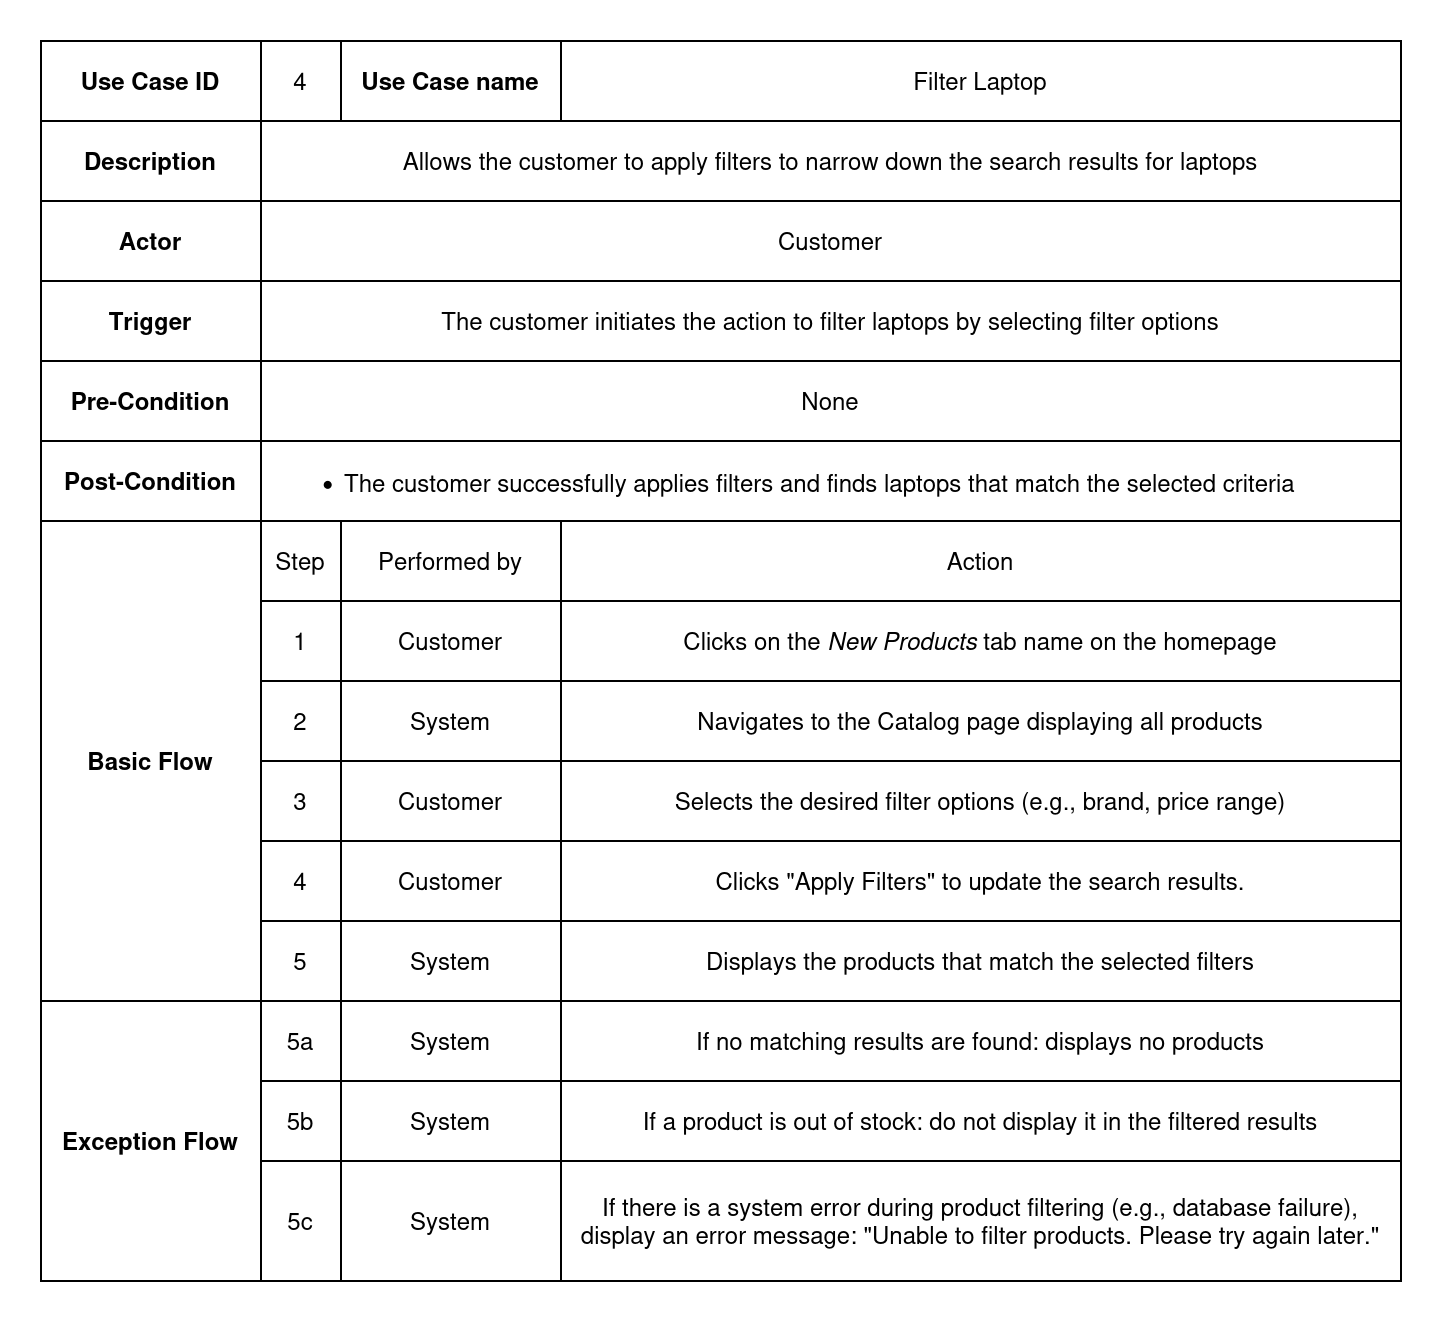 Use Case ID
4
Use Case name
Filter Laptop
Description
Allows the customer to apply filters to narrow down the search results for laptops
Actor
Customer
Trigger
The customer initiates the action to filter laptops by selecting filter options
Pre-Condition
None
Post-Condition
• The customer successfully applies filters and finds laptops that match the selected criteria
Basic Flow
Step
Performed by
Action
1
Customer
Clicks on the New Products tab name on the homepage
2
System
Navigates to the Catalog page displaying all products
3
Customer
Selects the desired filter options (e.g., brand, price range)
4
Customer
Clicks "Apply Filters" to update the search results.
5
System
Displays the products that match the selected filters
Exception Flow
5a
System
If no matching results are found: displays no products
5b
System
If a product is out of stock: do not display it in the filtered results
5c
System
If there is a system error during product filtering (e.g., database failure),
display an error message: "Unable to filter products. Please try again later."